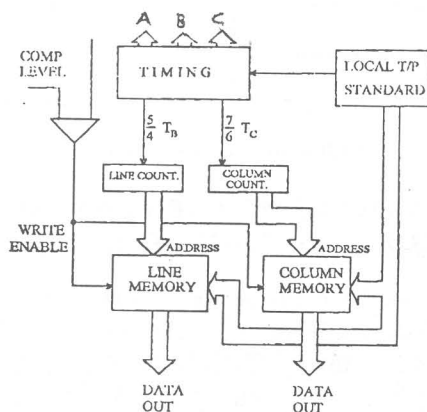 A B C
COMP
LEVEL
TIMING
LOCAL T/P
STANDARD
5/4 T_B
7/6 T_C
LINE COUNT.
COLUMN
COUNT.
WRITE
ENABLE
ADDRESS
ADDRESS
LINE
MEMORY
COLUMN
MEMORY
DATA
OUT
DATA
OUT